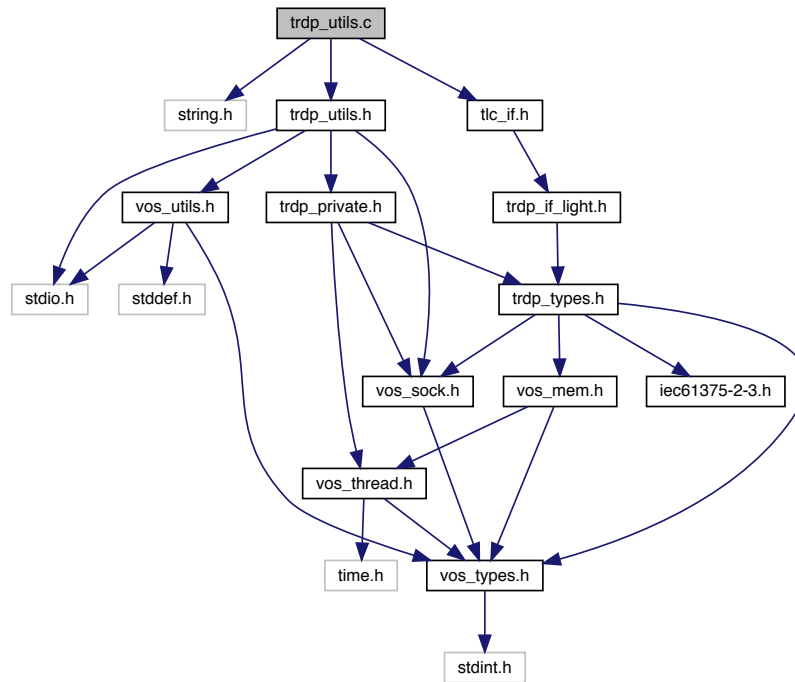 trdp_utils.c
string.h
trdp_utils.h
tlc_if.h
vos_utils.h
trdp_private.h
trdp_if_light.h
stdio.h
stddef.h
trdp_types.h
vos_sock.h
vos_mem.h
iec61375-2-3.h
vos_thread.h
time.h
vos_types.h
stdint.h